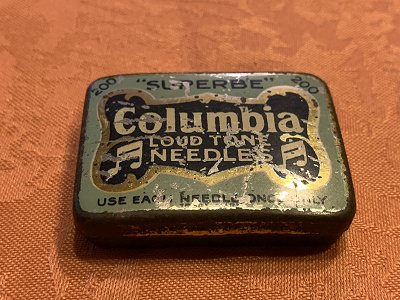 200 "SUPERBE" 200
Columbia
LOUD TONE
NEEDLES
USE EACH NEEDLE ONCE ONLY